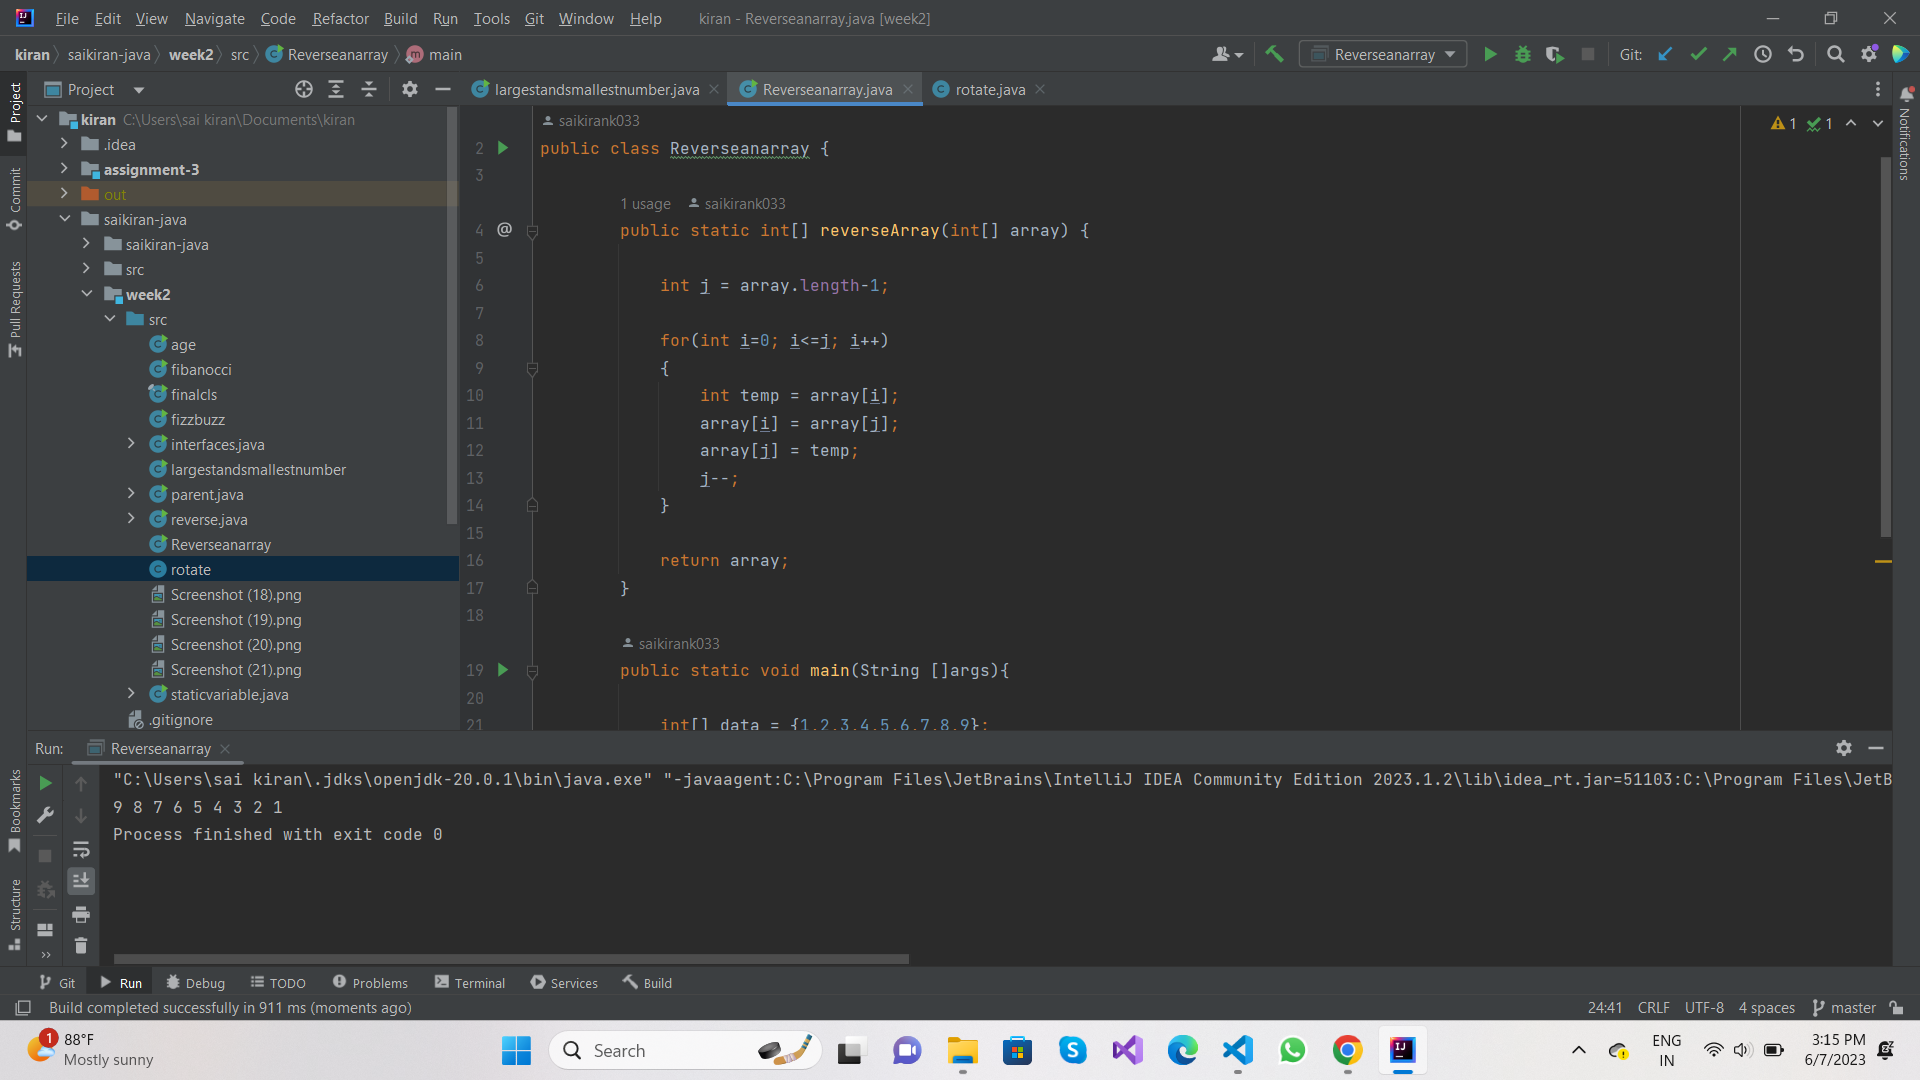 File Edit View Navigate Code Refactor Build Run Tools Git Window Help kiran - Reverseanarray.java [week2]
kiran saikiran-java week2 src Reverseanarray main Reverseanarray Git:
Project largestandsmallestnumber.java Reverseanarray.java rotate.java
Project
Commit
Pull Requests
Bookmarks
Structure
Notifications
kiran C:\Users\sai kiran\Documents\kiran
.idea
assignment-3
out
saikiran-java
saikiran-java
src
week2
src
age
fibanocci
finalcls
fizzbuzz
interfaces.java
largestandsmallestnumber
parent.java
reverse.java
Reverseanarray
rotate
Screenshot (18).png
Screenshot (19).png
Screenshot (20).png
Screenshot (21).png
staticvariable.java
.gitignore
saikirank033
1 1
2 public class Reverseanarray {
3
1 usage saikirank033
4 @ public static int[] reverseArray(int[] array) {
5
6 int j = array.length-1;
7
8 for(int i=0; i<=j; i++)
9 {
10 int temp = array[i];
11 array[i] = array[j];
12 array[j] = temp;
13 j--;
14 }
15
16 return array;
17 }
18
saikirank033
19 public static void main(String []args){
20
21 int[] data = {1,2,3,4,5,6,7,8,9};
Run: Reverseanarray
"C:\Users\sai kiran\.jdks\openjdk-20.0.1\bin\java.exe" "-javaagent:C:\Program Files\JetBrains\IntelliJ IDEA Community Edition 2023.1.2\lib\idea_rt.jar=51103:C:\Program Files\JetB
9 8 7 6 5 4 3 2 1
Process finished with exit code 0
Git Run Debug TODO Problems Terminal Services Build
Build completed successfully in 911 ms (moments ago) 24:41 CRLF UTF-8 4 spaces master
1 88°F
Mostly sunny
Search
ENG
IN
3:15 PM
6/7/2023